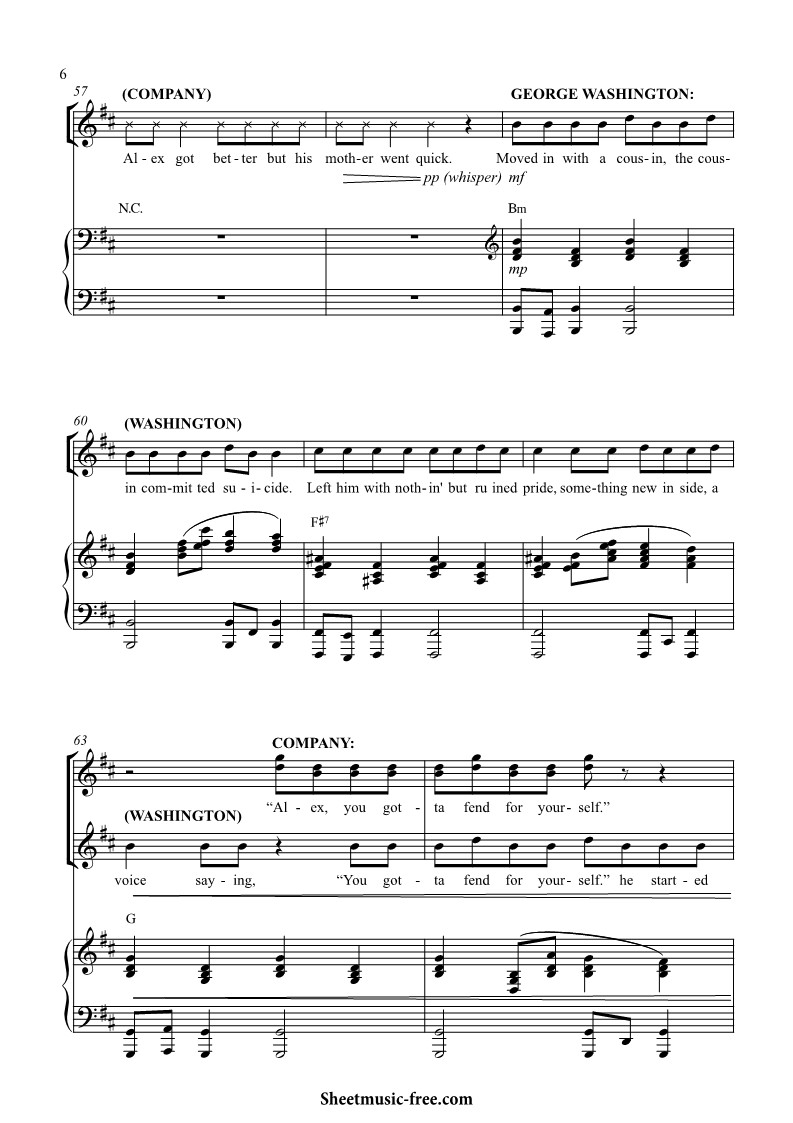 6
57
(COMPANY)
GEORGE WASHINGTON:
Al - ex got bet - ter but his moth - er went quick. Moved in with a cous - in, the cous -
pp (whisper) mf
N.C.
Bm
mp
60
(WASHINGTON)
in com - mit ted su - i - cide. Left him with noth - in' but ru ined pride, some - thing new in side, a
F♯7
63
COMPANY:
“Al - ex, you got - ta fend for your - self.”
(WASHINGTON)
voice say - ing, “You got - ta fend for your - self.” he start - ed
G
Sheetmusic-free.com